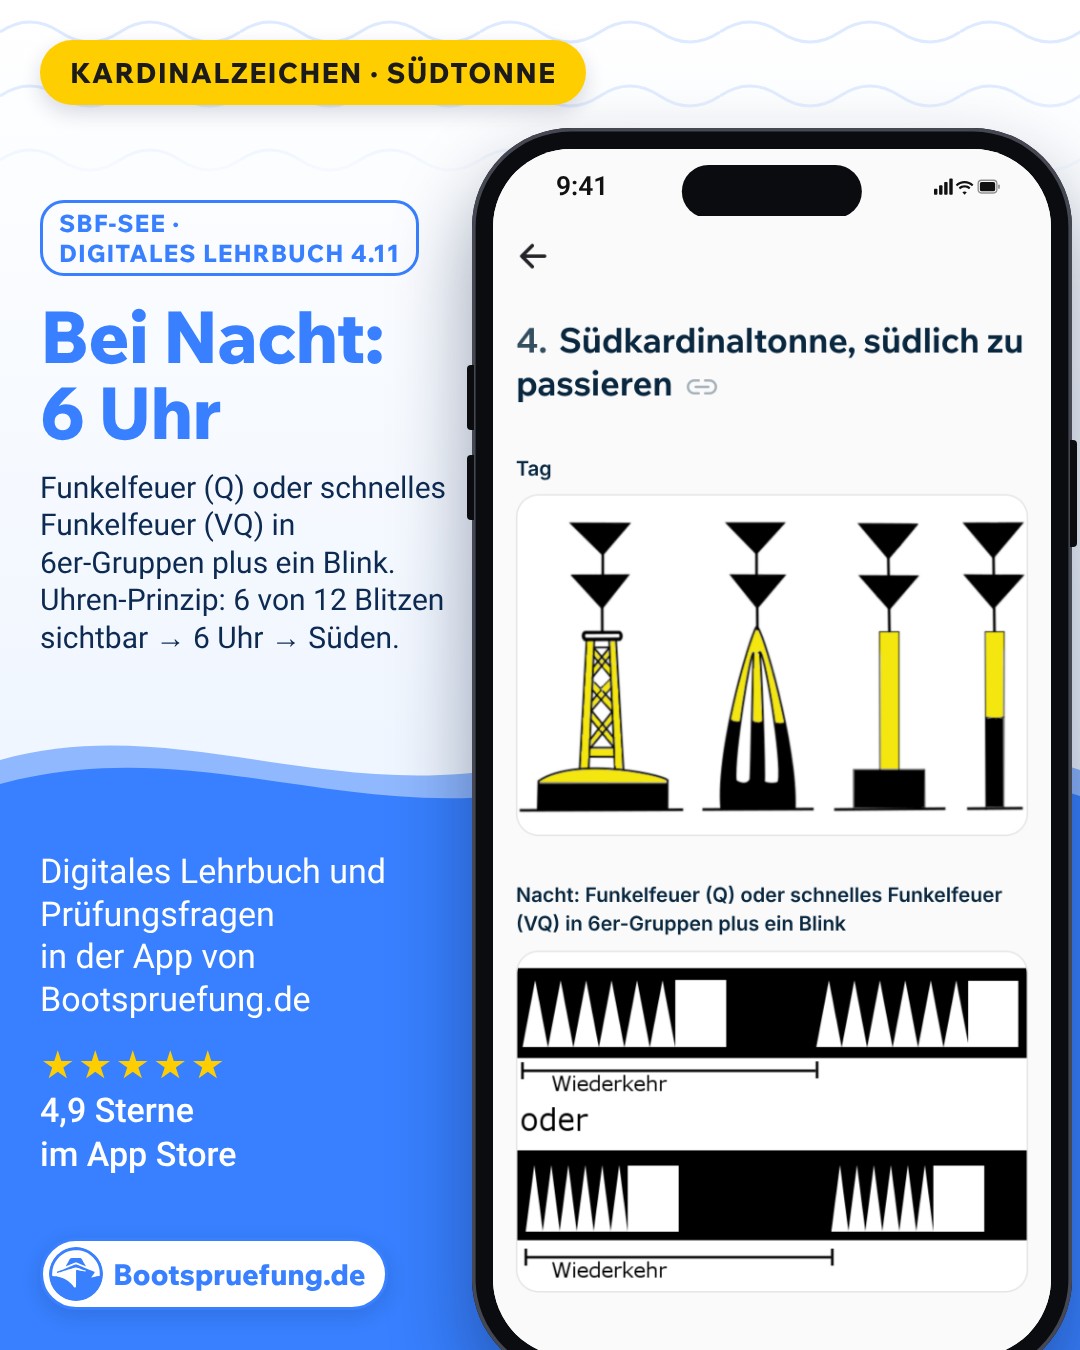 KARDINALZEICHEN · SÜDTONNE
SBF-SEE ·
DIGITALES LEHRBUCH 4.11
Bei Nacht:
6 Uhr
Funkelfeuer (Q) oder schnelles
Funkelfeuer (VQ) in
6er-Gruppen plus ein Blink.
Uhren-Prinzip: 6 von 12 Blitzen
sichtbar → 6 Uhr → Süden.
Digitales Lehrbuch und
Prüfungsfragen
in der App von
Bootspruefung.de
★★★★★
4,9 Sterne
im App Store
Bootspruefung.de
9:41
4. Südkardinaltonne, südlich zu
passieren
Tag
Nacht: Funkelfeuer (Q) oder schnelles Funkelfeuer
(VQ) in 6er-Gruppen plus ein Blink
Wiederkehr
oder
Wiederkehr